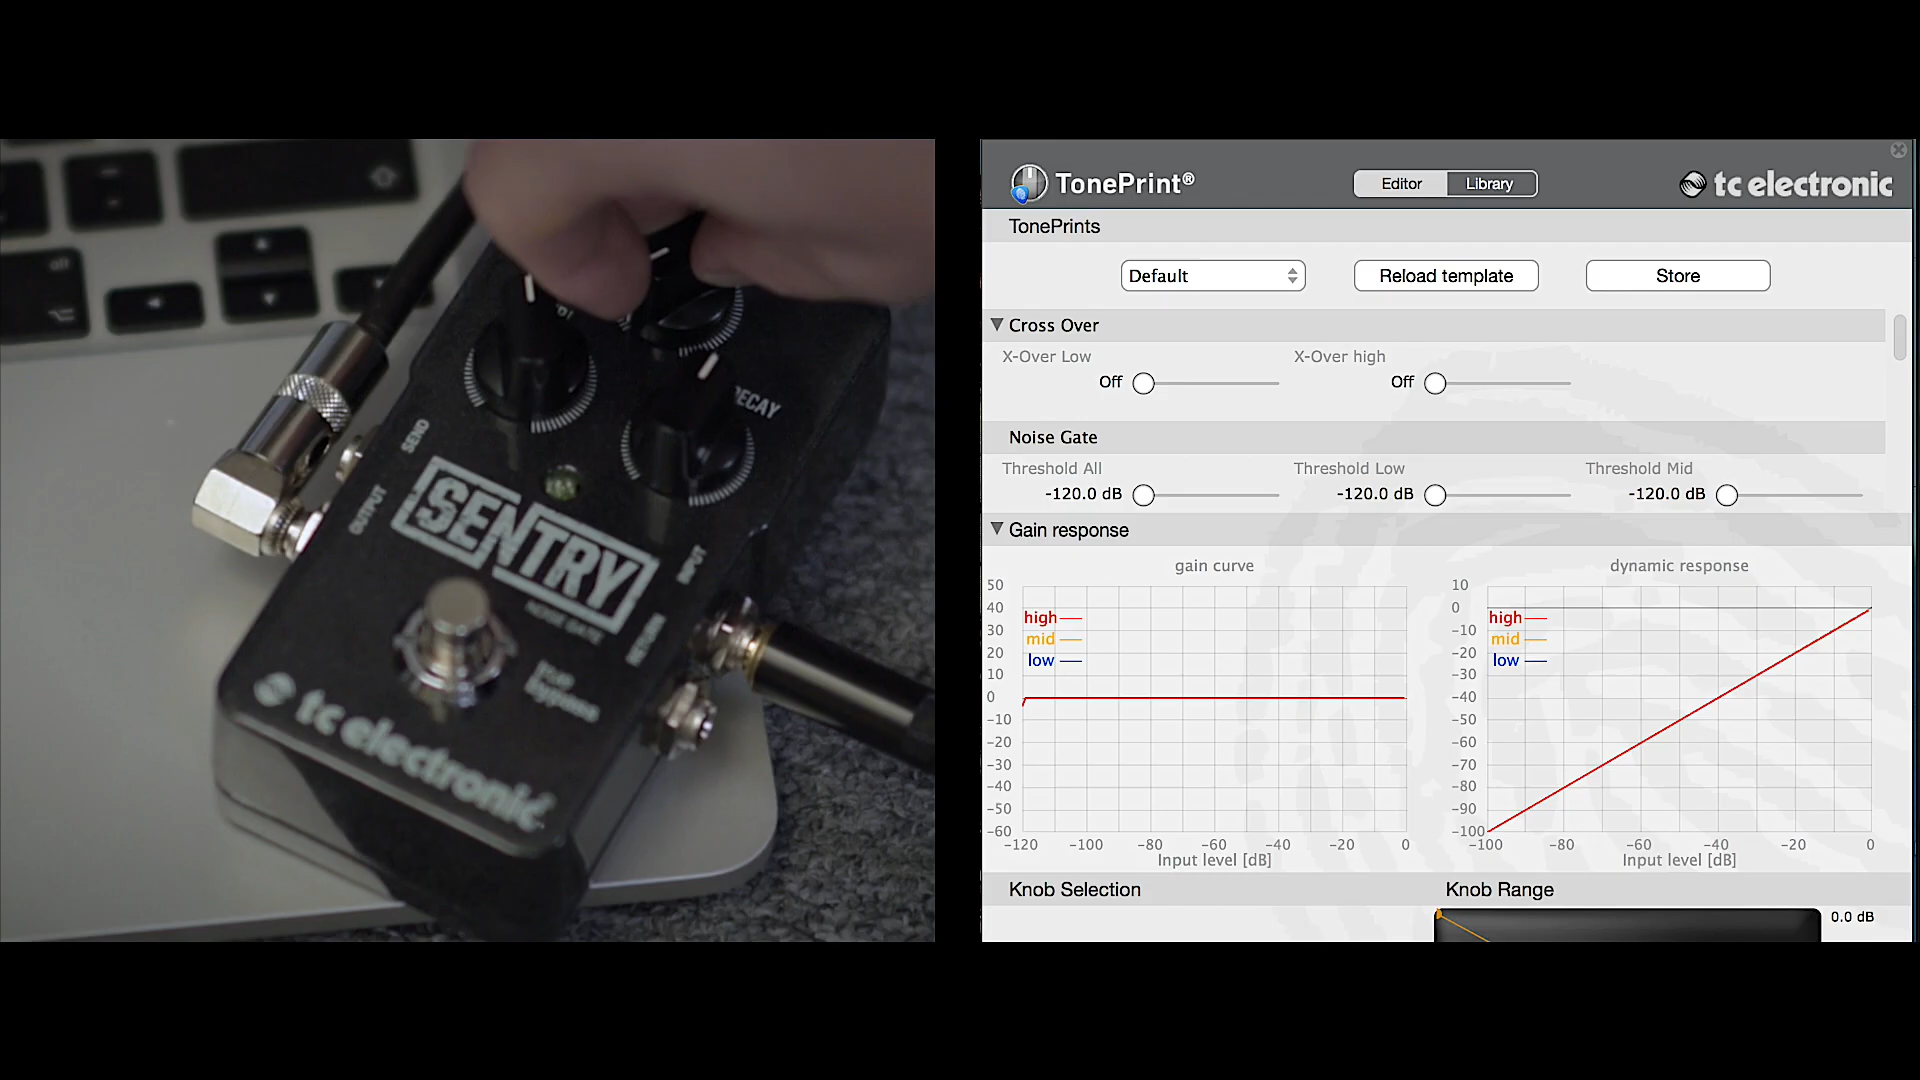 DECAY
SEND
OUTPUT
SENTRY
NOISE GATE
INPUT
RETURN
bypass
tc electronic
TonePrint®
Editor
Library
tc electronic
TonePrints
Default
Reload template
Store
Cross Over
X-Over Low
X-Over high
Off
Off
Noise Gate
Threshold All
Threshold Low
Threshold Mid
-120.0 dB
-120.0 dB
-120.0 dB
Gain response
gain curve
50
40
30
20
10
0
-10
-20
-30
-40
-50
-60
high
mid
low
-120
-100
-80
-60
-40
-20
0
Input level [dB]
dynamic response
10
0
-10
-20
-30
-40
-50
-60
-70
-80
-90
-100
high
mid
low
-100
-80
-60
-40
-20
0
Input level [dB]
Knob Selection
Knob Range
0.0 dB